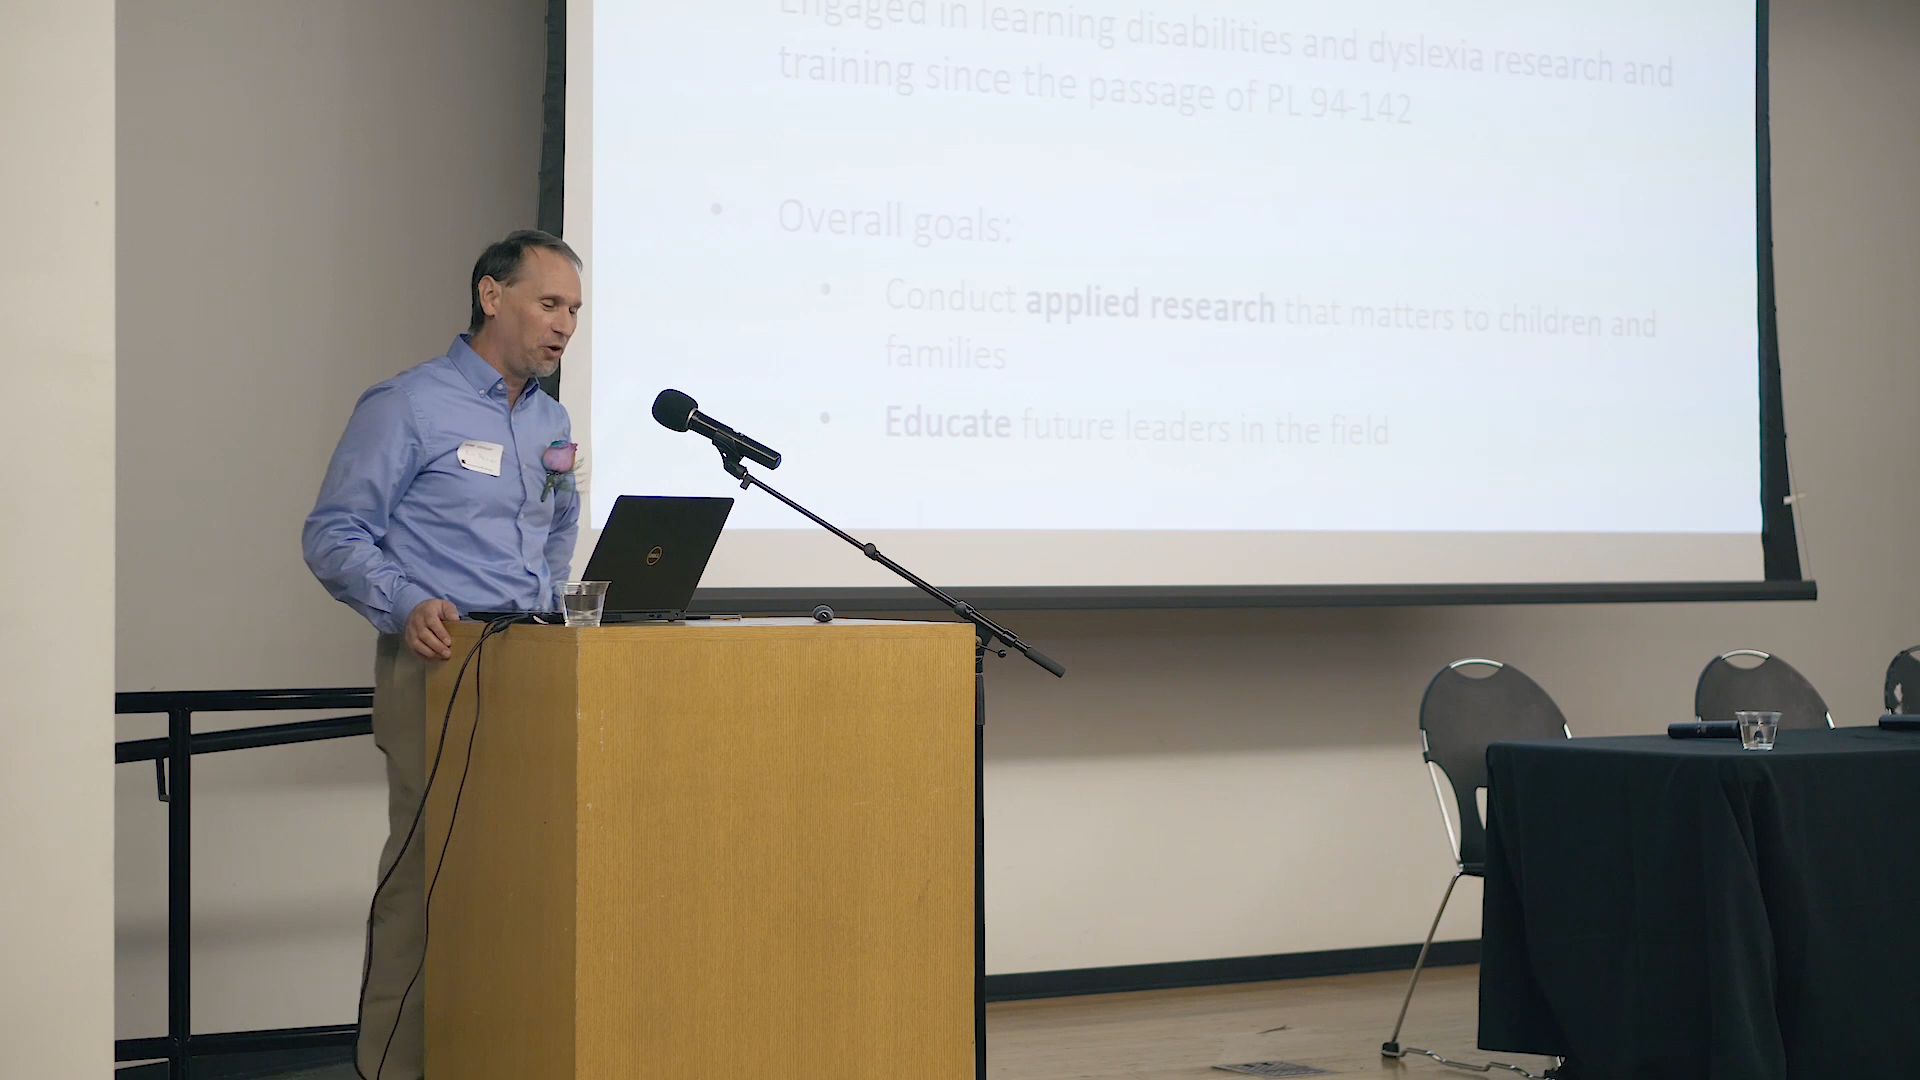 Engaged in learning disabilities and dyslexia research and
training since the passage of PL 94-142
Overall goals:
Conduct applied research that matters to children and
families
Educate future leaders in the field
DELL